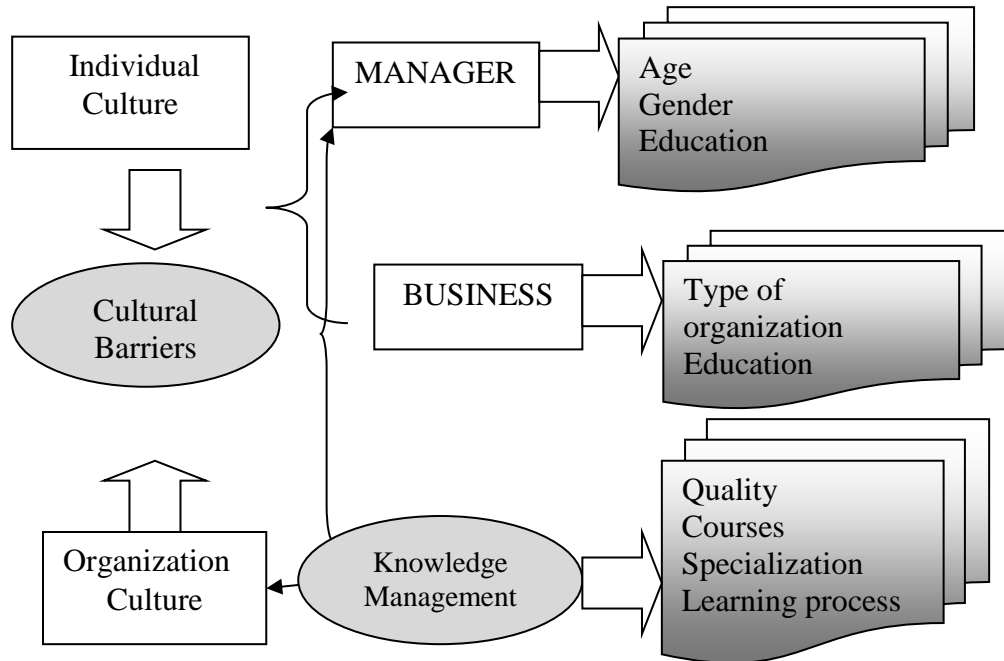 Individual
Culture
MANAGER
Age
Gender
Education
Cultural
Barriers
BUSINESS
Type of
organization
Education
Organization
Culture
Knowledge
Management
Quality
Courses
Specialization
Learning process